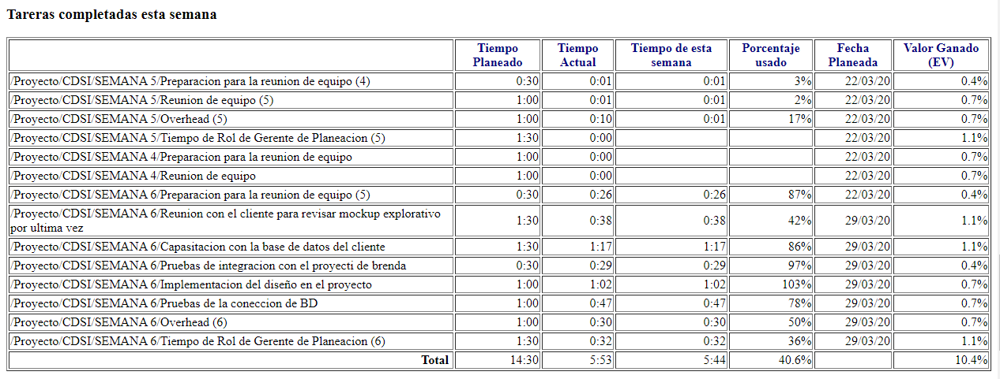 Tareras completadas esta semana
Tiempo Planeado Tiempo Actual Tiempo de esta semana Porcentaje usado Fecha Planeada Valor Ganado (EV)
/Proyecto/CDSI/SEMANA 5/Preparacion para la reunion de equipo (4) 0:30 0:01 0:01 3% 22/03/20 0.4%
/Proyecto/CDSI/SEMANA 5/Reunion de equipo (5) 1:00 0:01 0:01 2% 22/03/20 0.7%
/Proyecto/CDSI/SEMANA 5/Overhead (5) 1:00 0:10 0:01 17% 22/03/20 0.7%
/Proyecto/CDSI/SEMANA 5/Tiempo de Rol de Gerente de Planeacion (5) 1:30 0:00 22/03/20 1.1%
/Proyecto/CDSI/SEMANA 4/Preparacion para la reunion de equipo 1:00 0:00 22/03/20 0.7%
/Proyecto/CDSI/SEMANA 4/Reunion de equipo 1:00 0:00 22/03/20 0.7%
/Proyecto/CDSI/SEMANA 6/Preparacion para la reunion de equipo (5) 0:30 0:26 0:26 87% 22/03/20 0.4%
/Proyecto/CDSI/SEMANA 6/Reunion con el cliente para revisar mockup explorativo
por ultima vez 1:30 0:38 0:38 42% 29/03/20 1.1%
/Proyecto/CDSI/SEMANA 6/Capasitacion con la base de datos del cliente 1:30 1:17 1:17 86% 29/03/20 1.1%
/Proyecto/CDSI/SEMANA 6/Pruebas de integracion con el proyecti de brenda 0:30 0:29 0:29 97% 29/03/20 0.4%
/Proyecto/CDSI/SEMANA 6/Implementacion del diseño en el proyecto 1:00 1:02 1:02 103% 29/03/20 0.7%
/Proyecto/CDSI/SEMANA 6/Pruebas de la coneccion de BD 1:00 0:47 0:47 78% 29/03/20 0.7%
/Proyecto/CDSI/SEMANA 6/Overhead (6) 1:00 0:30 0:30 50% 29/03/20 0.7%
/Proyecto/CDSI/SEMANA 6/Tiempo de Rol de Gerente de Planeacion (6) 1:30 0:32 0:32 36% 29/03/20 1.1%
Total 14:30 5:53 5:44 40.6% 10.4%